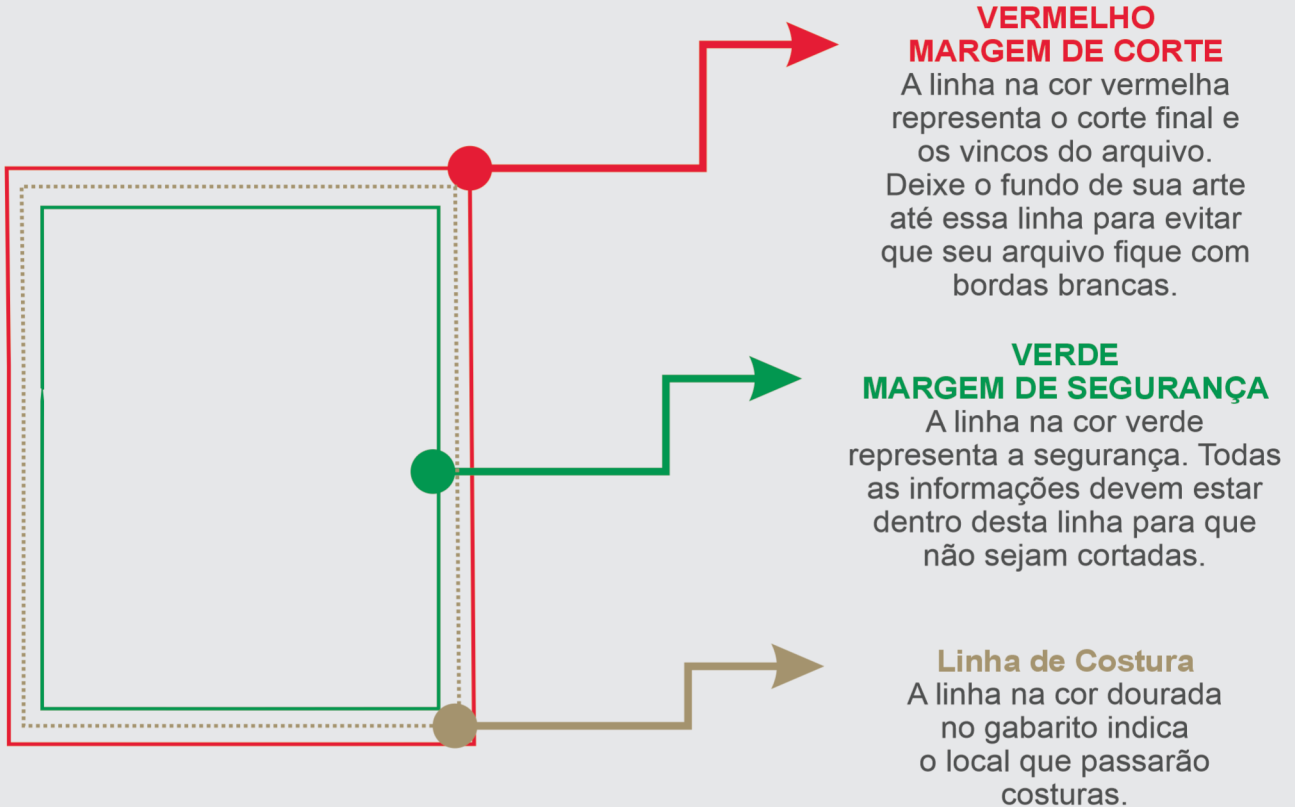 VERMELHO
MARGEM DE CORTE
A linha na cor vermelha
representa o corte final e
os vincos do arquivo.
Deixe o fundo de sua arte
até essa linha para evitar
que seu arquivo fique com
bordas brancas.
VERDE
MARGEM DE SEGURANÇA
A linha na cor verde
representa a segurança. Todas
as informações devem estar
dentro desta linha para que
não sejam cortadas.
Linha de Costura
A linha na cor dourada
no gabarito indica
o local que passarão
costuras.